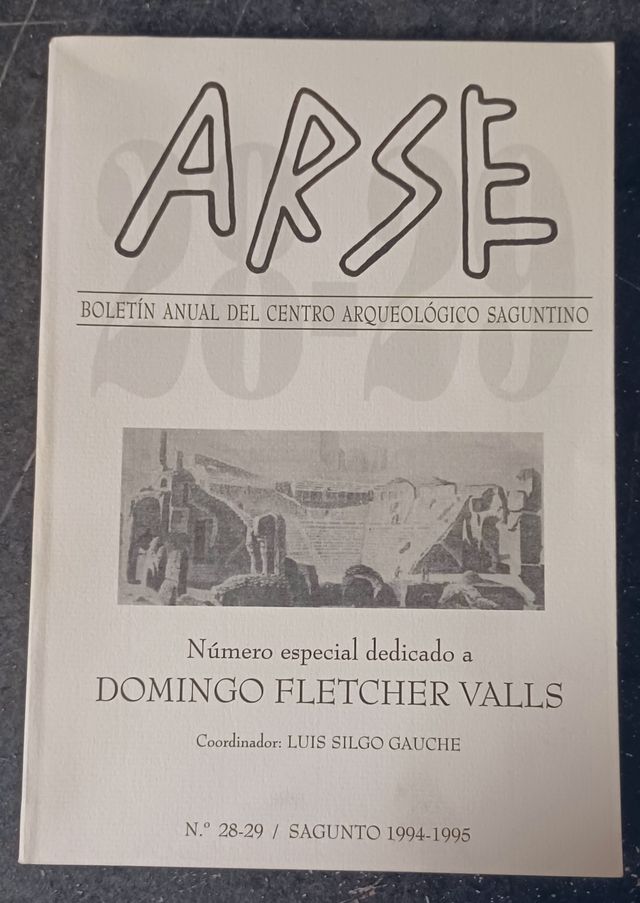 ARSE
28-29
BOLETÍN ANUAL DEL CENTRO ARQUEOLÓGICO SAGUNTINO
Número especial dedicado a
DOMINGO FLETCHER VALLS
Coordinador: LUIS SILGO GAUCHE
N.º 28-29 / SAGUNTO 1994-1995